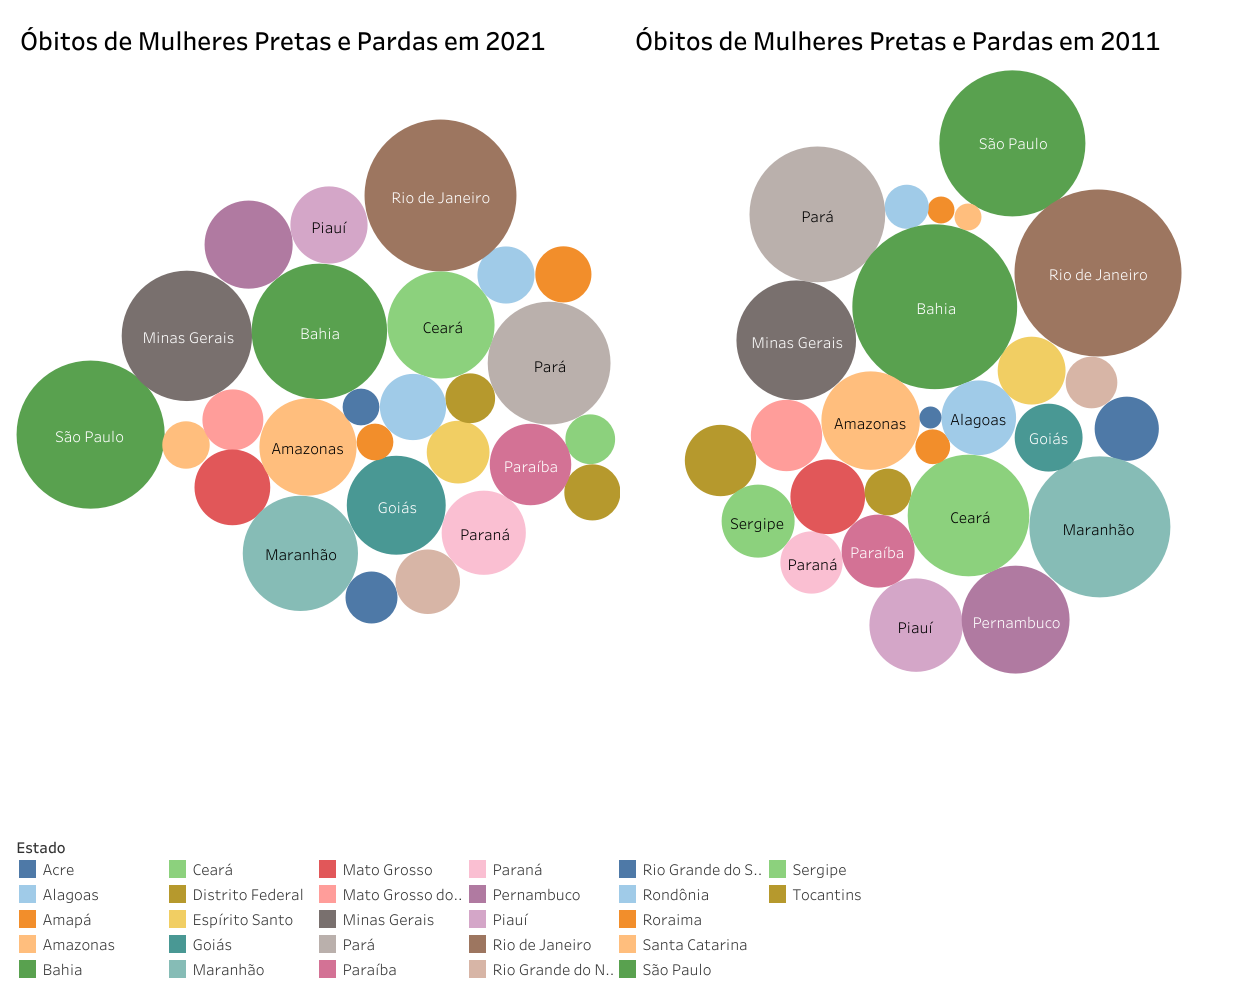 Óbitos de Mulheres Pretas e Pardas em 2021
Rio de Janeiro
Piauí
Ceará
Bahia
Minas Gerais
Pará
São Paulo
Amazonas
Paraíba
Goiás
Paraná
Maranhão
Óbitos de Mulheres Pretas e Pardas em 2011
São Paulo
Pará
Rio de Janeiro
Bahia
Minas Gerais
Alagoas
Amazonas
Goiás
Ceará
Sergipe
Maranhão
Paraíba
Paraná
Pernambuco
Piauí
Estado
Acre
Alagoas
Amapá
Amazonas
Bahia
Ceará
Distrito Federal
Espírito Santo
Goiás
Maranhão
Mato Grosso
Mato Grosso do..
Minas Gerais
Pará
Paraíba
Paraná
Pernambuco
Piauí
Rio de Janeiro
Rio Grande do N..
Rio Grande do S..
Rondônia
Roraima
Santa Catarina
São Paulo
Sergipe
Tocantins